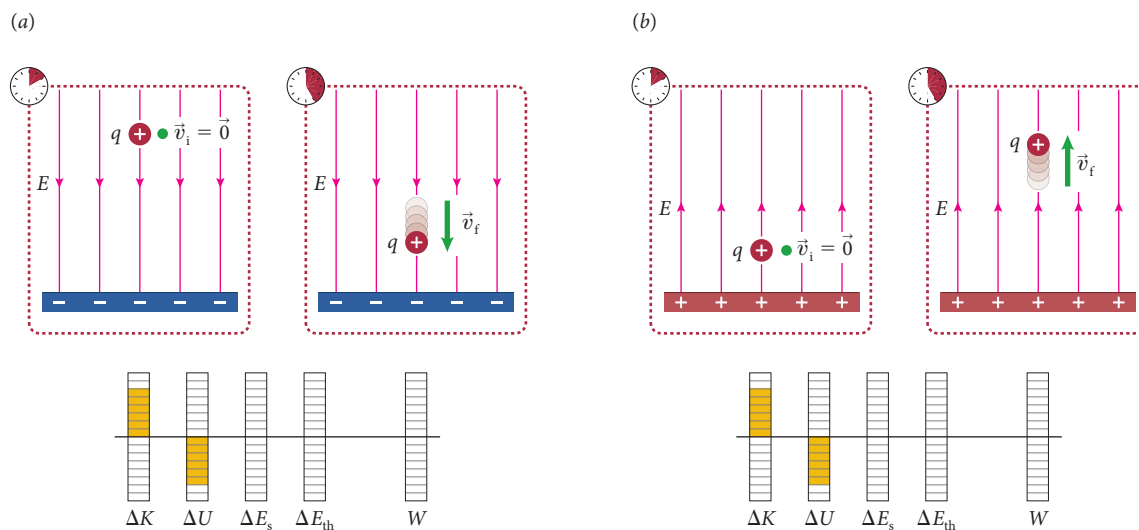 (a)
q + v⃗ᵢ = 0⃗
E
E
q + v⃗f
− − − − −
− − − − −
ΔK ΔU ΔEs ΔEth W
(b)
E
q + v⃗ᵢ = 0⃗
q + v⃗f
E
+ + + + +
+ + + + +
ΔK ΔU ΔEs ΔEth W